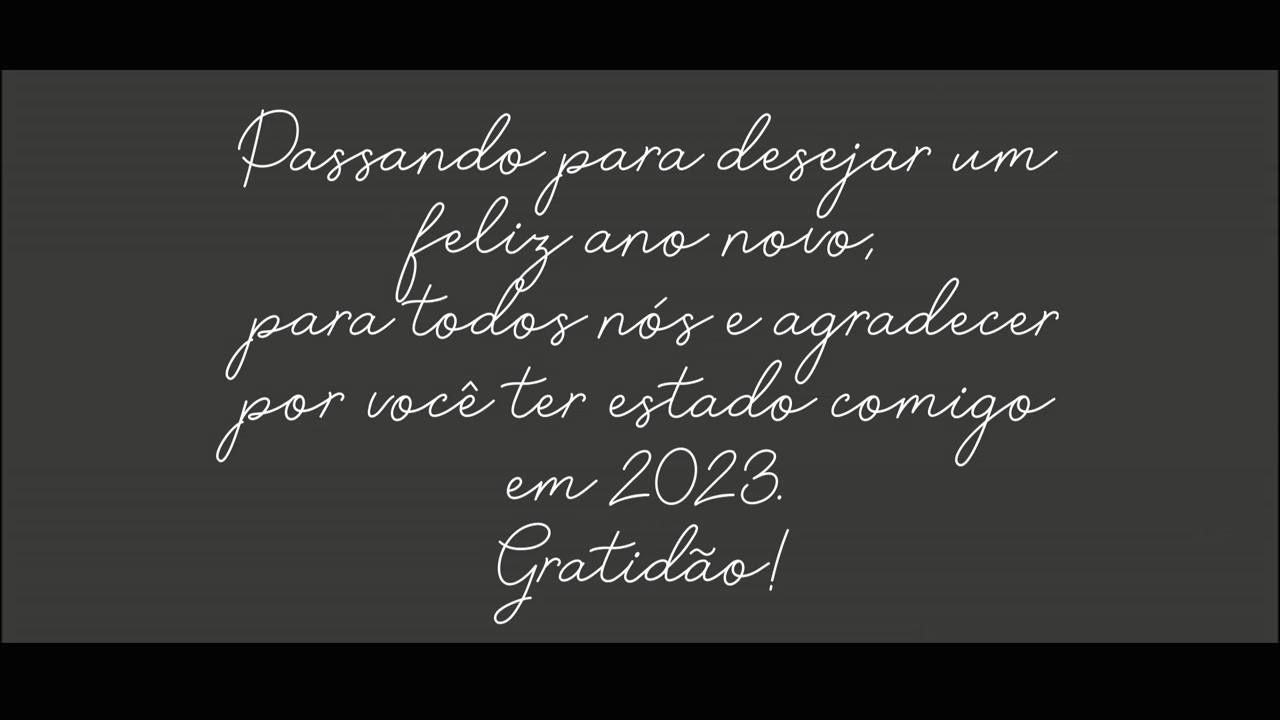 Passando para desejar um
feliz ano novo,
para todos nós e agradecer
por você ter estado comigo
em 2023.
Gratidão!